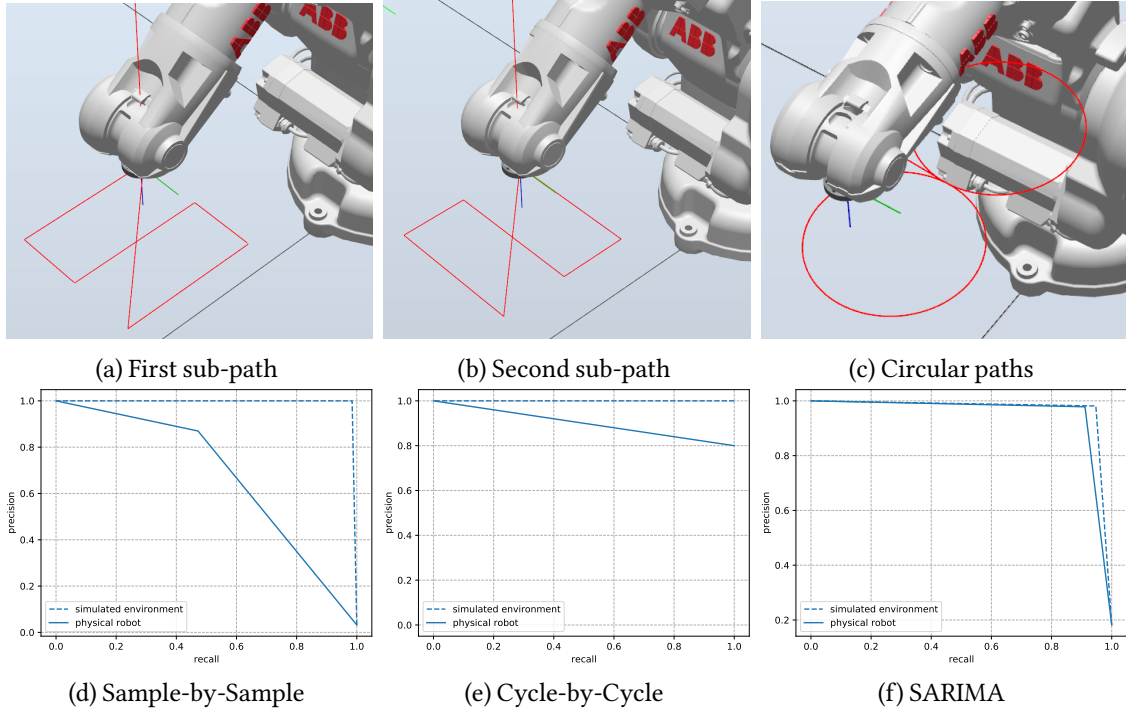 ABB
ABB
ABB
ABB
ABB
ABB
(a) First sub-path
(b) Second sub-path
(c) Circular paths
1.0
0.8
0.6
0.4
0.2
0.0
precision
simulated environment
physical robot
0.0 0.2 0.4 0.6 0.8 1.0
recall
(d) Sample-by-Sample
1.0
0.8
0.6
0.4
0.2
0.0
precision
simulated environment
physical robot
0.0 0.2 0.4 0.6 0.8 1.0
recall
(e) Cycle-by-Cycle
1.0
0.8
0.6
0.4
0.2
precision
simulated environment
physical robot
0.0 0.2 0.4 0.6 0.8 1.0
recall
(f) SARIMA